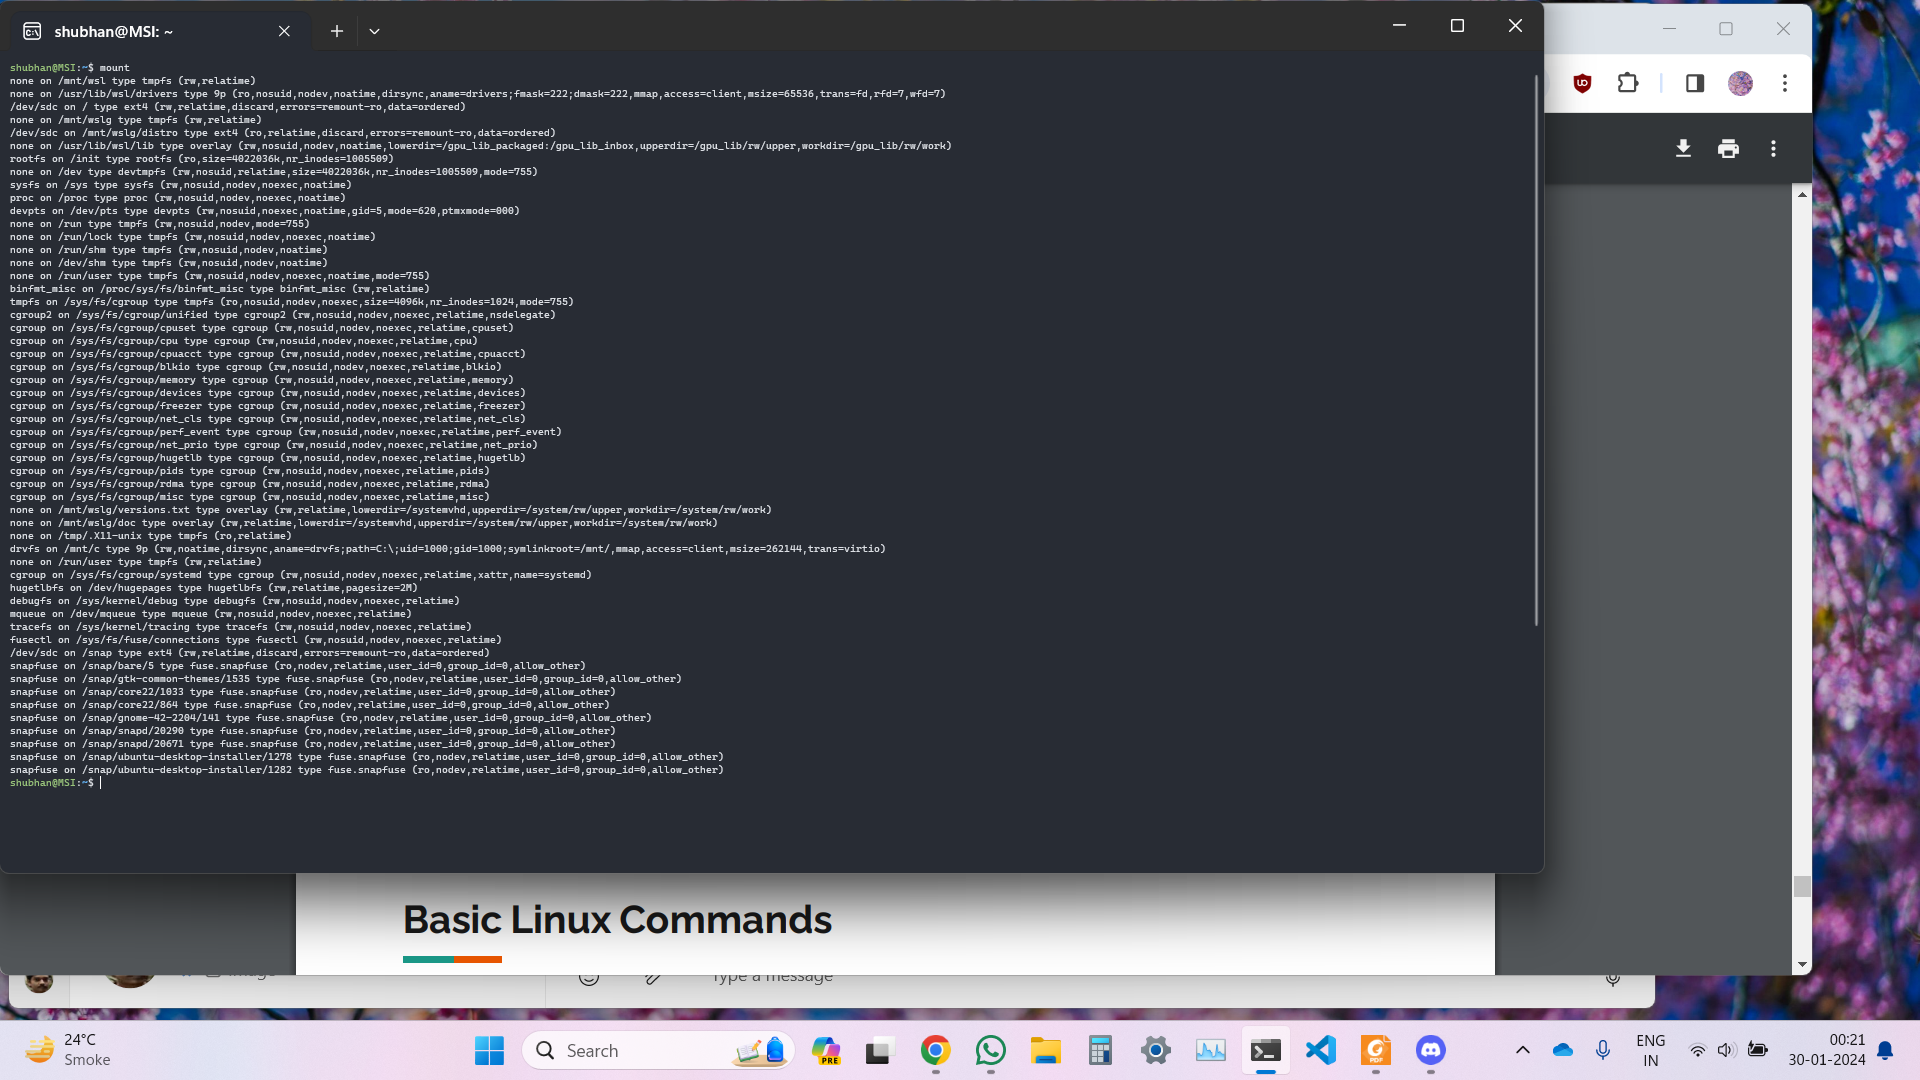 shubhan@MSI: ~
shubhan@MSI:~$ mount
none on /mnt/wsl type tmpfs (rw,relatime)
none on /usr/lib/wsl/drivers type 9p (ro,nosuid,nodev,noatime,dirsync,aname=drivers;fmask=222;dmask=222,mmap,access=client,msize=65536,trans=fd,rfd=7,wfd=7)
/dev/sdc on / type ext4 (rw,relatime,discard,errors=remount-ro,data=ordered)
none on /mnt/wslg type tmpfs (rw,relatime)
/dev/sdc on /mnt/wslg/distro type ext4 (ro,relatime,discard,errors=remount-ro,data=ordered)
none on /usr/lib/wsl/lib type overlay (rw,nosuid,nodev,noatime,lowerdir=/gpu_lib_packaged:/gpu_lib_inbox,upperdir=/gpu_lib/rw/upper,workdir=/gpu_lib/rw/work)
rootfs on /init type rootfs (ro,size=4022036k,nr_inodes=1005509)
none on /dev type devtmpfs (rw,nosuid,relatime,size=4022036k,nr_inodes=1005509,mode=755)
sysfs on /sys type sysfs (rw,nosuid,nodev,noexec,noatime)
proc on /proc type proc (rw,nosuid,nodev,noexec,noatime)
devpts on /dev/pts type devpts (rw,nosuid,noexec,noatime,gid=5,mode=620,ptmxmode=000)
none on /run type tmpfs (rw,nosuid,nodev,mode=755)
none on /run/lock type tmpfs (rw,nosuid,nodev,noexec,noatime)
none on /run/shm type tmpfs (rw,nosuid,nodev,noatime)
none on /dev/shm type tmpfs (rw,nosuid,nodev,noatime)
none on /run/user type tmpfs (rw,nosuid,nodev,noexec,noatime,mode=755)
binfmt_misc on /proc/sys/fs/binfmt_misc type binfmt_misc (rw,relatime)
tmpfs on /sys/fs/cgroup type tmpfs (ro,nosuid,nodev,noexec,size=4096k,nr_inodes=1024,mode=755)
cgroup2 on /sys/fs/cgroup/unified type cgroup2 (rw,nosuid,nodev,noexec,relatime,nsdelegate)
cgroup on /sys/fs/cgroup/cpuset type cgroup (rw,nosuid,nodev,noexec,relatime,cpuset)
cgroup on /sys/fs/cgroup/cpu type cgroup (rw,nosuid,nodev,noexec,relatime,cpu)
cgroup on /sys/fs/cgroup/cpuacct type cgroup (rw,nosuid,nodev,noexec,relatime,cpuacct)
cgroup on /sys/fs/cgroup/blkio type cgroup (rw,nosuid,nodev,noexec,relatime,blkio)
cgroup on /sys/fs/cgroup/memory type cgroup (rw,nosuid,nodev,noexec,relatime,memory)
cgroup on /sys/fs/cgroup/devices type cgroup (rw,nosuid,nodev,noexec,relatime,devices)
cgroup on /sys/fs/cgroup/freezer type cgroup (rw,nosuid,nodev,noexec,relatime,freezer)
cgroup on /sys/fs/cgroup/net_cls type cgroup (rw,nosuid,nodev,noexec,relatime,net_cls)
cgroup on /sys/fs/cgroup/perf_event type cgroup (rw,nosuid,nodev,noexec,relatime,perf_event)
cgroup on /sys/fs/cgroup/net_prio type cgroup (rw,nosuid,nodev,noexec,relatime,net_prio)
cgroup on /sys/fs/cgroup/hugetlb type cgroup (rw,nosuid,nodev,noexec,relatime,hugetlb)
cgroup on /sys/fs/cgroup/pids type cgroup (rw,nosuid,nodev,noexec,relatime,pids)
cgroup on /sys/fs/cgroup/rdma type cgroup (rw,nosuid,nodev,noexec,relatime,rdma)
cgroup on /sys/fs/cgroup/misc type cgroup (rw,nosuid,nodev,noexec,relatime,misc)
none on /mnt/wslg/versions.txt type overlay (rw,relatime,lowerdir=/systemvhd,upperdir=/system/rw/upper,workdir=/system/rw/work)
none on /mnt/wslg/doc type overlay (rw,relatime,lowerdir=/systemvhd,upperdir=/system/rw/upper,workdir=/system/rw/work)
none on /tmp/.X11-unix type tmpfs (ro,relatime)
drvfs on /mnt/c type 9p (rw,noatime,dirsync,aname=drvfs;path=C:\;uid=1000;gid=1000;symlinkroot=/mnt/,mmap,access=client,msize=262144,trans=virtio)
none on /run/user type tmpfs (rw,relatime)
cgroup on /sys/fs/cgroup/systemd type cgroup (rw,nosuid,nodev,noexec,relatime,xattr,name=systemd)
hugetlbfs on /dev/hugepages type hugetlbfs (rw,relatime,pagesize=2M)
debugfs on /sys/kernel/debug type debugfs (rw,nosuid,nodev,noexec,relatime)
mqueue on /dev/mqueue type mqueue (rw,nosuid,nodev,noexec,relatime)
tracefs on /sys/kernel/tracing type tracefs (rw,nosuid,nodev,noexec,relatime)
fusectl on /sys/fs/fuse/connections type fusectl (rw,nosuid,nodev,noexec,relatime)
/dev/sdc on /snap type ext4 (rw,relatime,discard,errors=remount-ro,data=ordered)
snapfuse on /snap/bare/5 type fuse.snapfuse (ro,nodev,relatime,user_id=0,group_id=0,allow_other)
snapfuse on /snap/gtk-common-themes/1535 type fuse.snapfuse (ro,nodev,relatime,user_id=0,group_id=0,allow_other)
snapfuse on /snap/core22/1033 type fuse.snapfuse (ro,nodev,relatime,user_id=0,group_id=0,allow_other)
snapfuse on /snap/core22/864 type fuse.snapfuse (ro,nodev,relatime,user_id=0,group_id=0,allow_other)
snapfuse on /snap/gnome-42-2204/141 type fuse.snapfuse (ro,nodev,relatime,user_id=0,group_id=0,allow_other)
snapfuse on /snap/snapd/20290 type fuse.snapfuse (ro,nodev,relatime,user_id=0,group_id=0,allow_other)
snapfuse on /snap/snapd/20671 type fuse.snapfuse (ro,nodev,relatime,user_id=0,group_id=0,allow_other)
snapfuse on /snap/ubuntu-desktop-installer/1278 type fuse.snapfuse (ro,nodev,relatime,user_id=0,group_id=0,allow_other)
snapfuse on /snap/ubuntu-desktop-installer/1282 type fuse.snapfuse (ro,nodev,relatime,user_id=0,group_id=0,allow_other)
shubhan@MSI:~$
Basic Linux Commands
Type a message
24°C
Smoke
Search
PRE
PDF
ENG
IN
00:21
30-01-2024